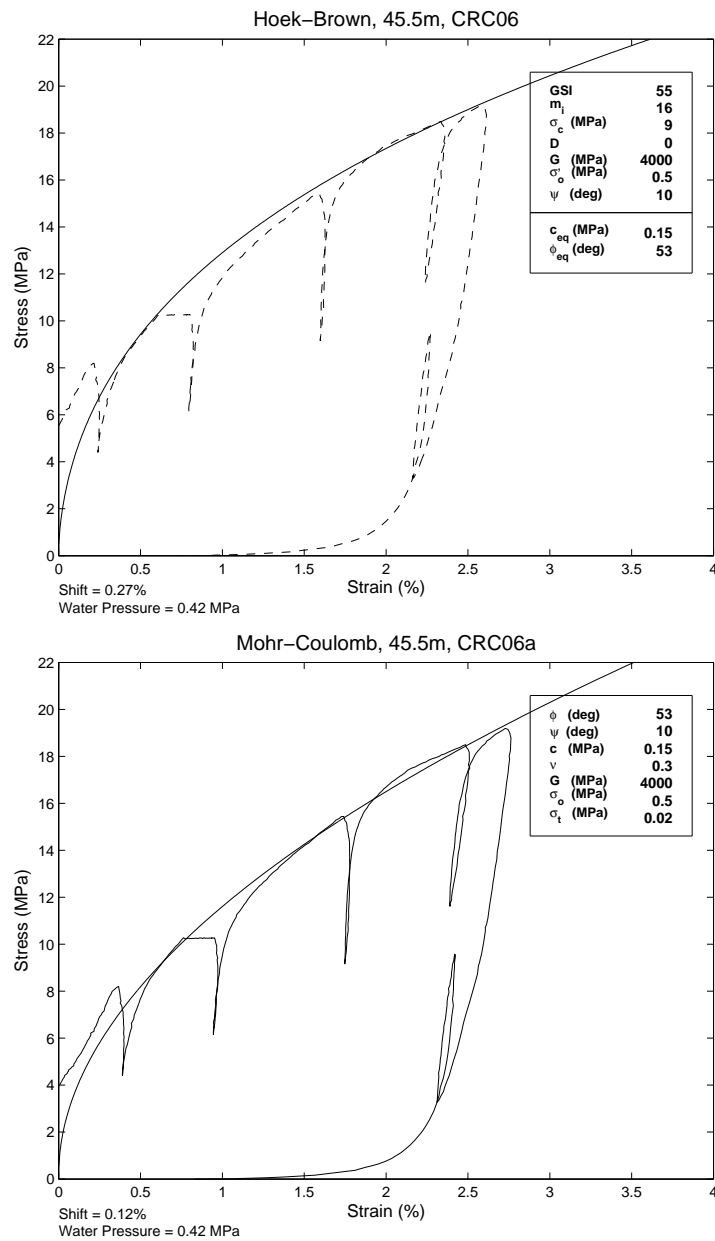 Hoek−Brown, 45.5m, CRC06
22
20
18
16
14
12
10
8
6
4
2
0
Stress (MPa)
GSI 55
m_i 16
σ_c (MPa) 9
D 0
G (MPa) 4000
σ'_o (MPa) 0.5
ψ (deg) 10
c_eq (MPa) 0.15
ϕ_eq (deg) 53
0 0.5 1 1.5 2 2.5 3 3.5 4
Strain (%)
Shift = 0.27%
Water Pressure = 0.42 MPa
Mohr−Coulomb, 45.5m, CRC06a
22
20
18
16
14
12
10
8
6
4
2
0
Stress (MPa)
ϕ (deg) 53
ψ (deg) 10
c (MPa) 0.15
ν 0.3
G (MPa) 4000
σ_o (MPa) 0.5
σ_t (MPa) 0.02
0 0.5 1 1.5 2 2.5 3 3.5 4
Strain (%)
Shift = 0.12%
Water Pressure = 0.42 MPa